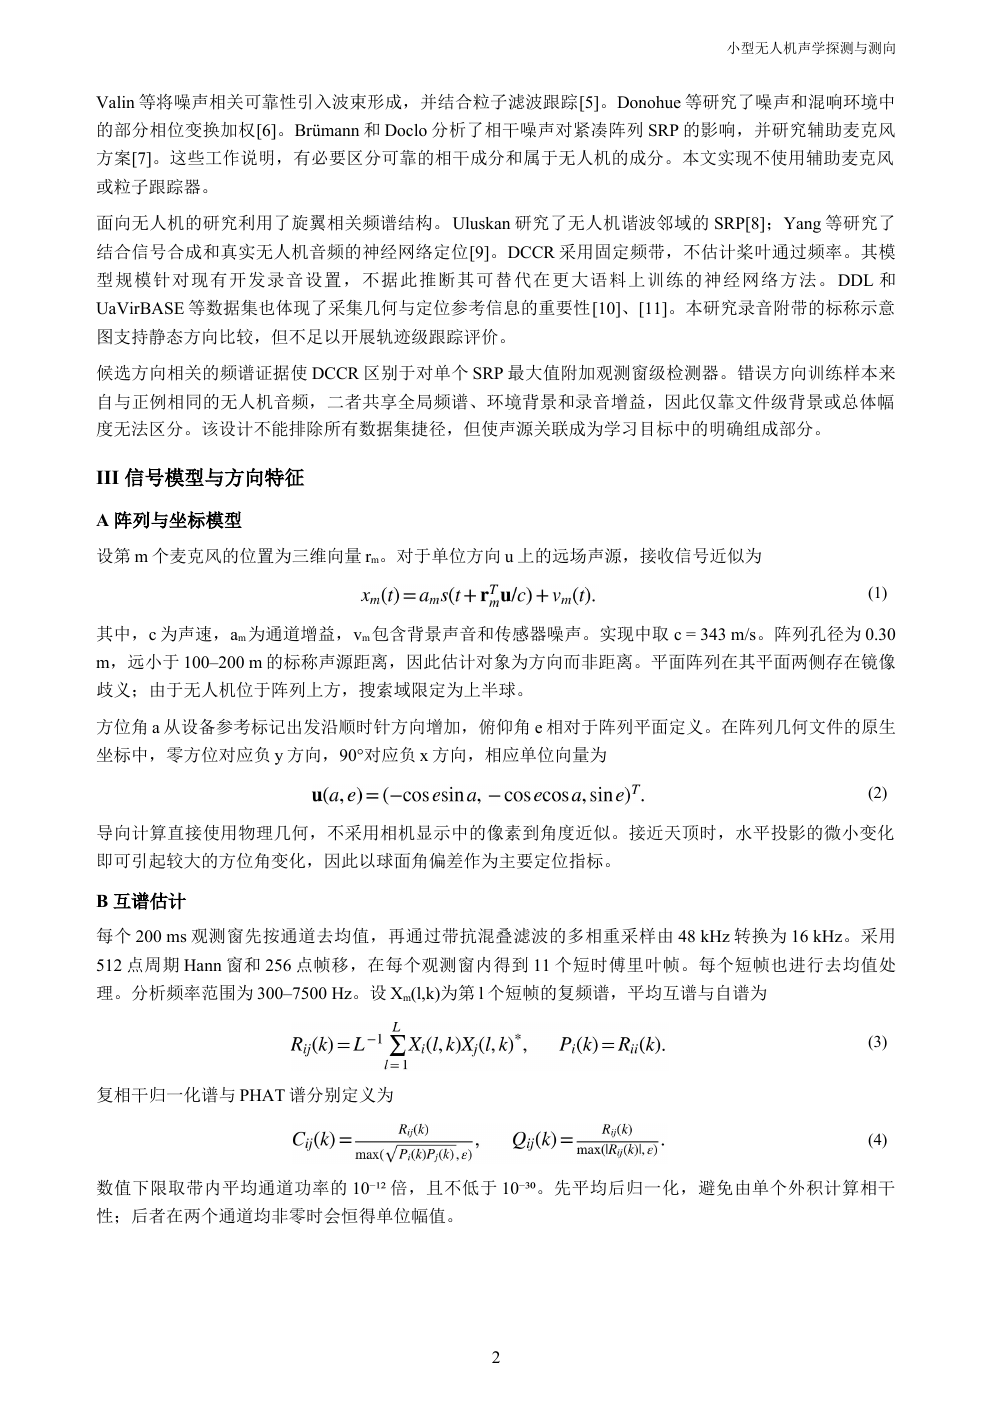 小型无人机声学探测与测向
Valin 等将噪声相关可靠性引入波束形成，并结合粒子滤波跟踪[5]。Donohue 等研究了噪声和混响环境中
的部分相位变换加权[6]。Brümann 和 Doclo 分析了相干噪声对紧凑阵列 SRP 的影响，并研究辅助麦克风
方案[7]。这些工作说明，有必要区分可靠的相干成分和属于无人机的成分。本文实现不使用辅助麦克风
或粒子跟踪器。
面向无人机的研究利用了旋翼相关频谱结构。Uluskan 研究了无人机谐波邻域的 SRP[8]；Yang 等研究了
结合信号合成和真实无人机音频的神经网络定位[9]。DCCR 采用固定频带，不估计桨叶通过频率。其模
型规模针对现有开发录音设置，不据此推断其可替代在更大语料上训练的神经网络方法。DDL 和
UaVirBASE 等数据集也体现了采集几何与定位参考信息的重要性[10]、[11]。本研究录音附带的标称示意
图支持静态方向比较，但不足以开展轨迹级跟踪评价。
候选方向相关的频谱证据使 DCCR 区别于对单个 SRP 最大值附加观测窗级检测器。错误方向训练样本来
自与正例相同的无人机音频，二者共享全局频谱、环境背景和录音增益，因此仅靠文件级背景或总体幅
度无法区分。该设计不能排除所有数据集捷径，但使声源关联成为学习目标中的明确组成部分。
III 信号模型与方向特征
A 阵列与坐标模型
设第 m 个麦克风的位置为三维向量 rₘ。对于单位方向 u 上的远场声源，接收信号近似为
xₘ(t) = aₘs(t + 𝐫ₘᵀ𝐮/c) + vₘ(t). (1)
其中，c 为声速，aₘ为通道增益，vₘ包含背景声音和传感器噪声。实现中取 c = 343 m/s。阵列孔径为 0.30
m，远小于 100–200 m 的标称声源距离，因此估计对象为方向而非距离。平面阵列在其平面两侧存在镜像
歧义；由于无人机位于阵列上方，搜索域限定为上半球。
方位角 a 从设备参考标记出发沿顺时针方向增加，俯仰角 e 相对于阵列平面定义。在阵列几何文件的原生
坐标中，零方位对应负 y 方向，90°对应负 x 方向，相应单位向量为
𝐮(a, e) = (−cos e sin a, − cos e cos a, sin e)ᵀ. (2)
导向计算直接使用物理几何，不采用相机显示中的像素到角度近似。接近天顶时，水平投影的微小变化
即可引起较大的方位角变化，因此以球面角偏差作为主要定位指标。
B 互谱估计
每个 200 ms 观测窗先按通道去均值，再通过带抗混叠滤波的多相重采样由 48 kHz 转换为 16 kHz。采用
512 点周期 Hann 窗和 256 点帧移，在每个观测窗内得到 11 个短时傅里叶帧。每个短帧也进行去均值处
理。分析频率范围为 300–7500 Hz。设 Xₘ(l,k)为第 l 个短帧的复频谱，平均互谱与自谱为
R_{ij}(k) = L⁻¹ ∑_{l=1}^{L} X_i(l, k)X_j(l, k)*, P_i(k) = R_{ii}(k). (3)
复相干归一化谱与 PHAT 谱分别定义为
C_{ij}(k) = R_{ij}(k) / max(√(P_i(k)P_j(k)), ε), Q_{ij}(k) = R_{ij}(k) / max(|R_{ij}(k)|, ε). (4)
数值下限取带内平均通道功率的 10⁻¹² 倍，且不低于 10⁻³⁰。先平均后归一化，避免由单个外积计算相干
性；后者在两个通道均非零时会恒得单位幅值。
2